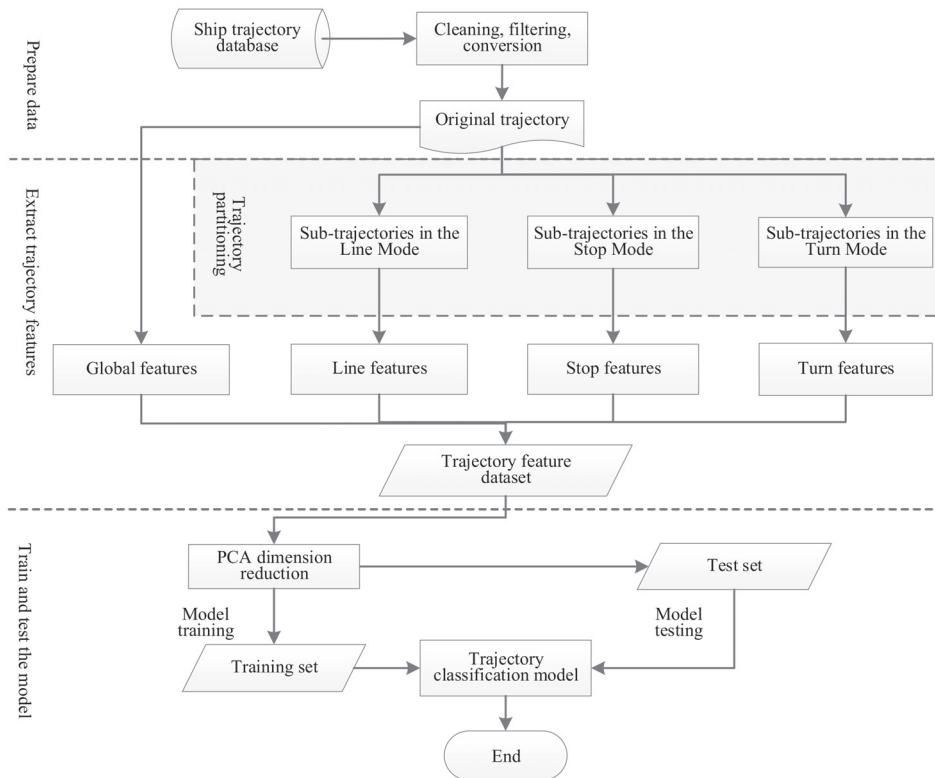 Prepare data
Ship trajectory
database
Cleaning, filtering,
conversion
Original trajectory
Extract trajectory features
Trajectory
partitioning
Sub-trajectories in the
Line Mode
Sub-trajectories in the
Stop Mode
Sub-trajectories in the
Turn Mode
Global features
Line features
Stop features
Turn features
Trajectory feature
dataset
Train and test the model
PCA dimension
reduction
Test set
Model
training
Model
testing
Training set
Trajectory
classification model
End